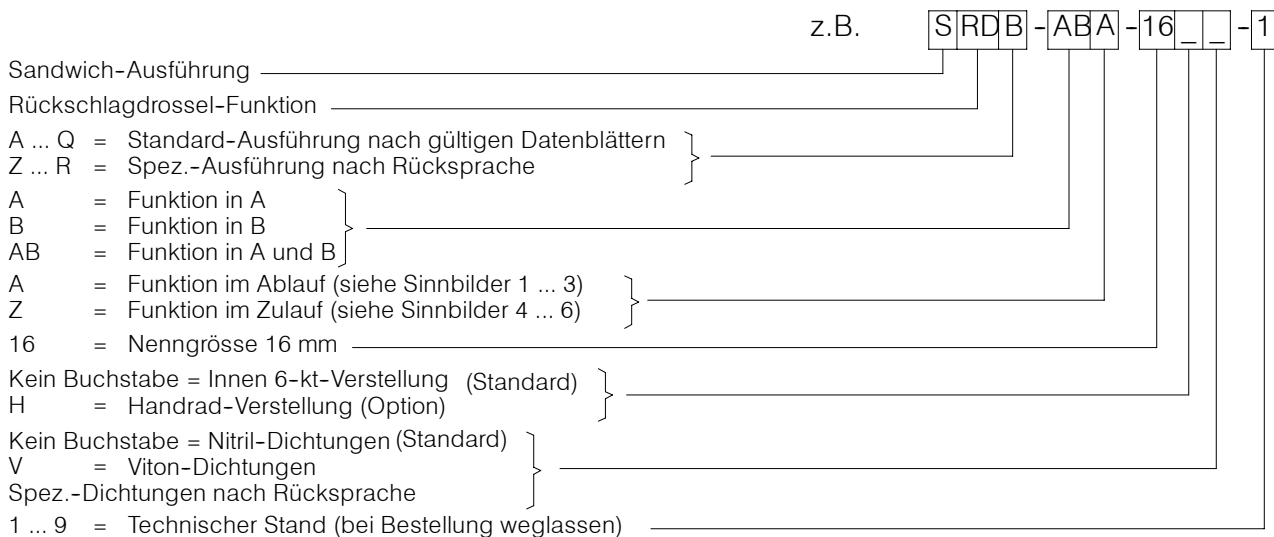 z.B. S RD B - AB A - 16 _ _ - 1
Sandwich-Ausführung
Rückschlagdrossel-Funktion
A ... Q = Standard-Ausführung nach gültigen Datenblättern
Z ... R = Spez.-Ausführung nach Rücksprache
A = Funktion in A
B = Funktion in B
AB = Funktion in A und B
A = Funktion im Ablauf (siehe Sinnbilder 1 ... 3)
Z = Funktion im Zulauf (siehe Sinnbilder 4 ... 6)
16 = Nenngrösse 16 mm
Kein Buchstabe = Innen 6-kt-Verstellung (Standard)
H = Handrad-Verstellung (Option)
Kein Buchstabe = Nitril-Dichtungen (Standard)
V = Viton-Dichtungen
Spez.-Dichtungen nach Rücksprache
1 ... 9 = Technischer Stand (bei Bestellung weglassen)